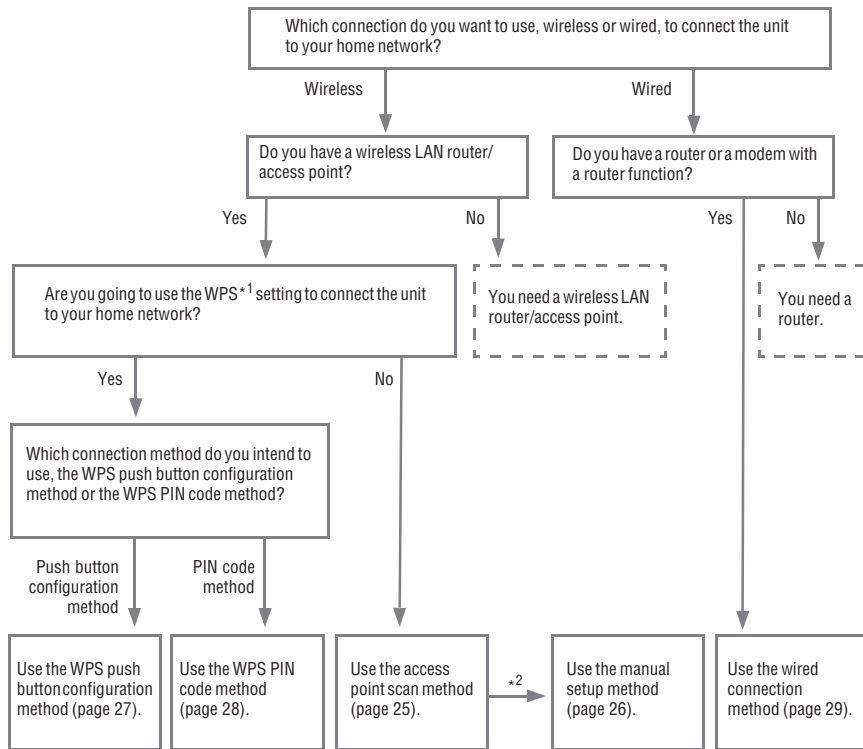 Which connection do you want to use, wireless or wired, to connect the unit
to your home network?
Wireless
Wired
Do you have a wireless LAN router/
access point?
Do you have a router or a modem with
a router function?
Yes
No
Yes
No
Are you going to use the WPS*1 setting to connect the unit
to your home network?
You need a wireless LAN
router/access point.
You need a
router.
Yes
No
Which connection method do you intend to
use, the WPS push button configuration
method or the WPS PIN code method?
Push button
configuration
method
PIN code
method
Use the WPS push
button configuration
method (page 27).
Use the WPS PIN
code method
(page 28).
Use the access
point scan method
(page 25).
*2
Use the manual
setup method
(page 26).
Use the wired
connection
method (page 29).